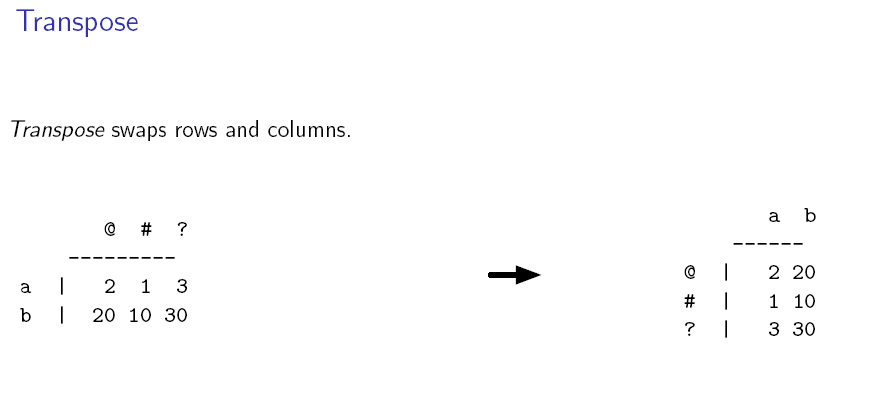 Transpose
Transpose swaps rows and columns.
@ # ?
---------
a | 2 1 3
b | 20 10 30
a b
------
@ | 2 20
# | 1 10
? | 3 30